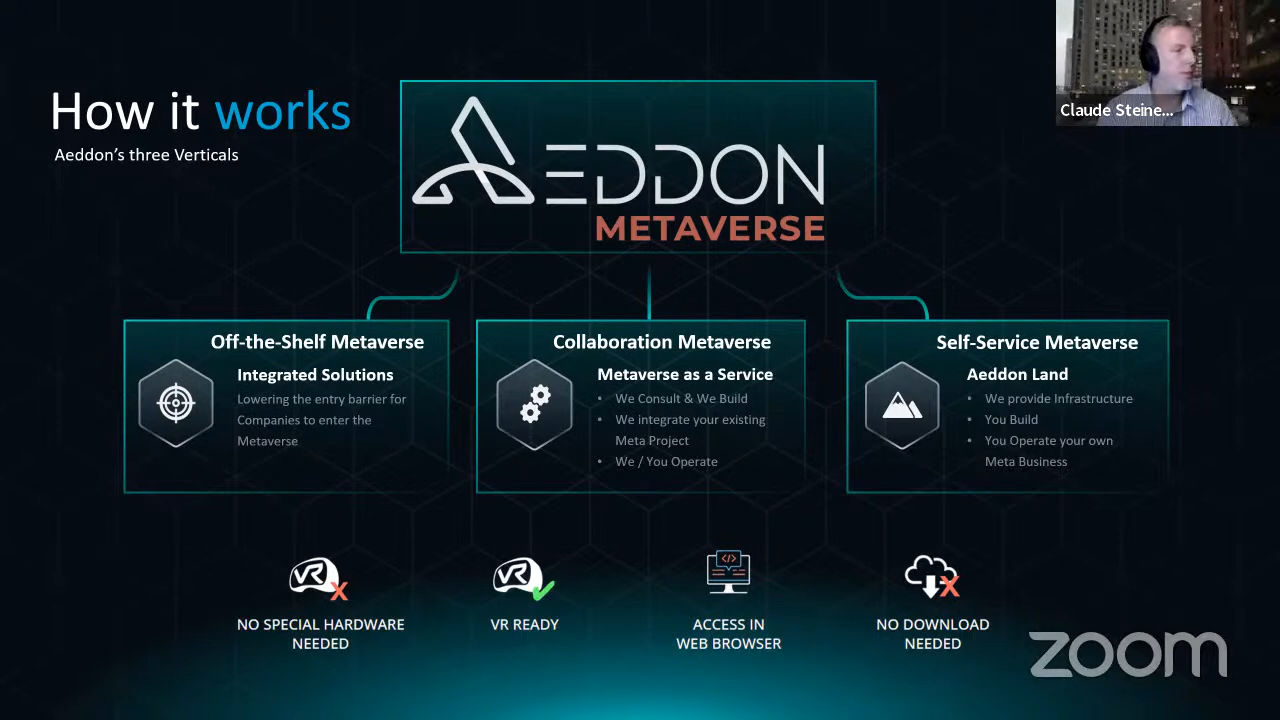 How it works
Aeddon's three Verticals
AEDDON
METAVERSE
Claude Steine...
Off-the-Shelf Metaverse
Integrated Solutions
Lowering the entry barrier for
Companies to enter the
Metaverse
Collaboration Metaverse
Metaverse as a Service
• We Consult & We Build
• We integrate your existing
Meta Project
• We / You Operate
Self-Service Metaverse
Aeddon Land
• We provide Infrastructure
• You Build
• You Operate your own
Meta Business
VR X
NO SPECIAL HARDWARE
NEEDED
VR
VR READY
</>
ACCESS IN
WEB BROWSER
X
NO DOWNLOAD
NEEDED
zoom